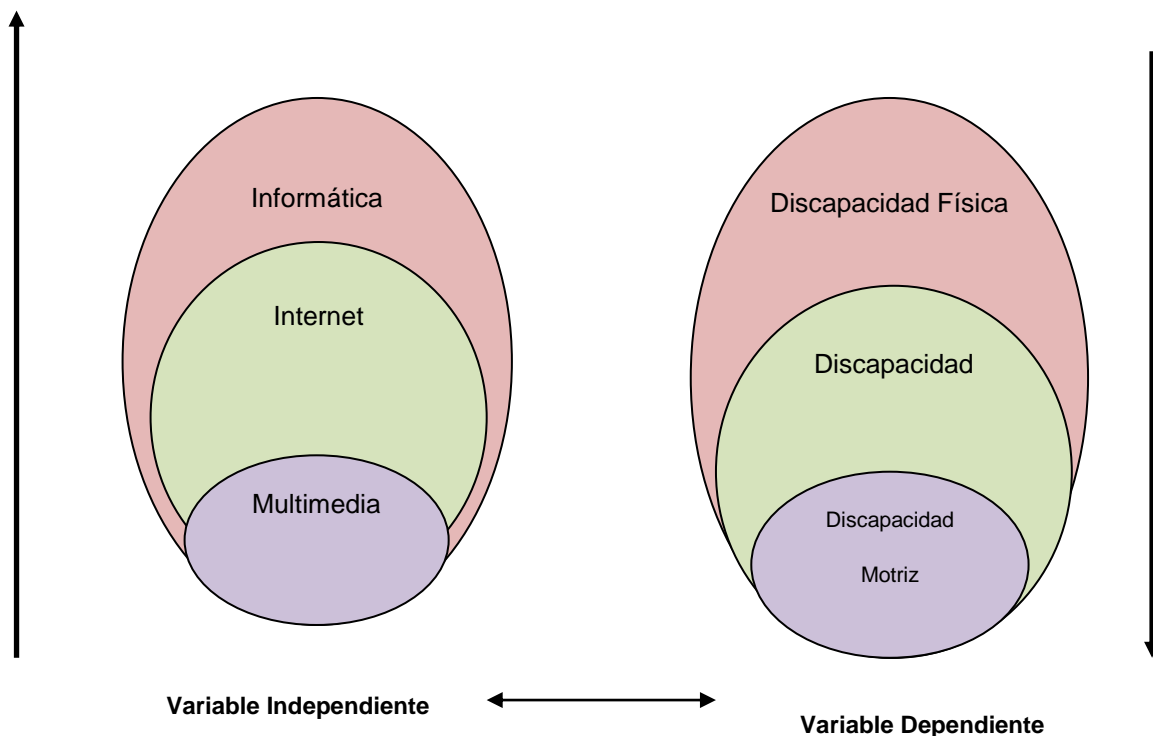 Informática
Internet
Multimedia
Discapacidad Física
Discapacidad
Discapacidad
Motriz
Variable Independiente
Variable Dependiente